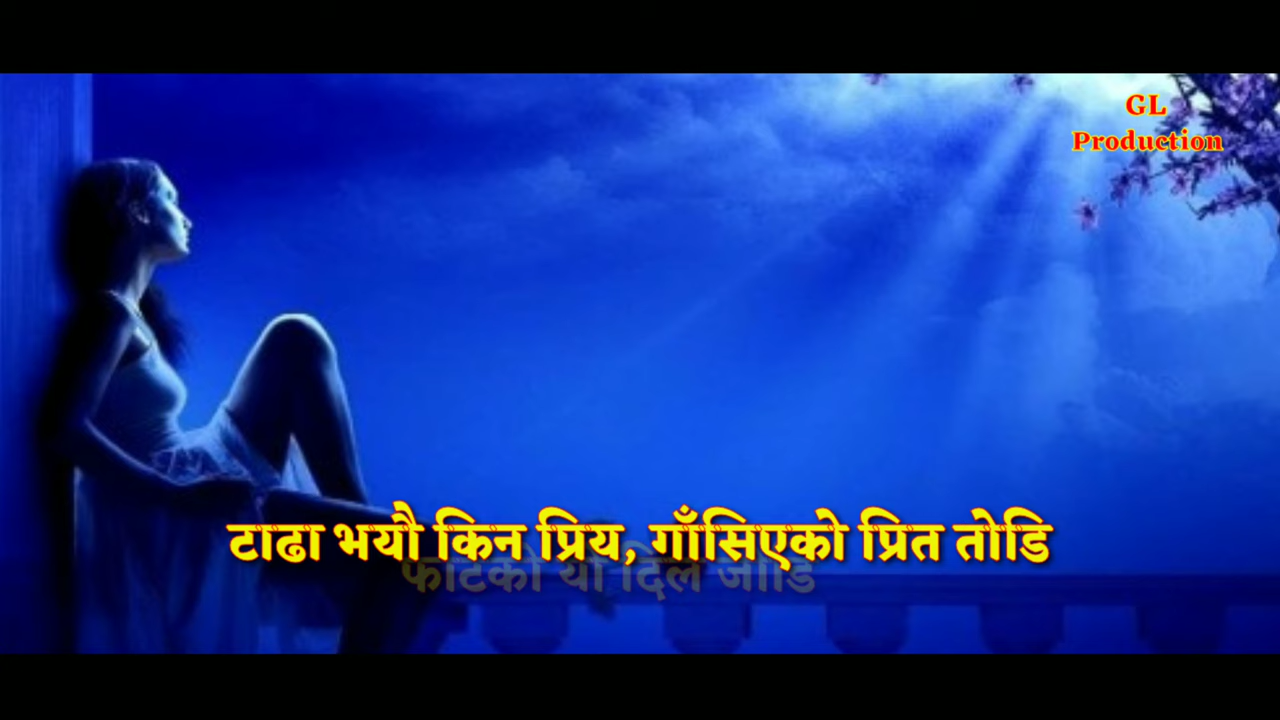 GL
Production
टाढा भयौ किन प्रिय, गाँसिएको प्रित तोडि
फाटेको यो दिल जोडि